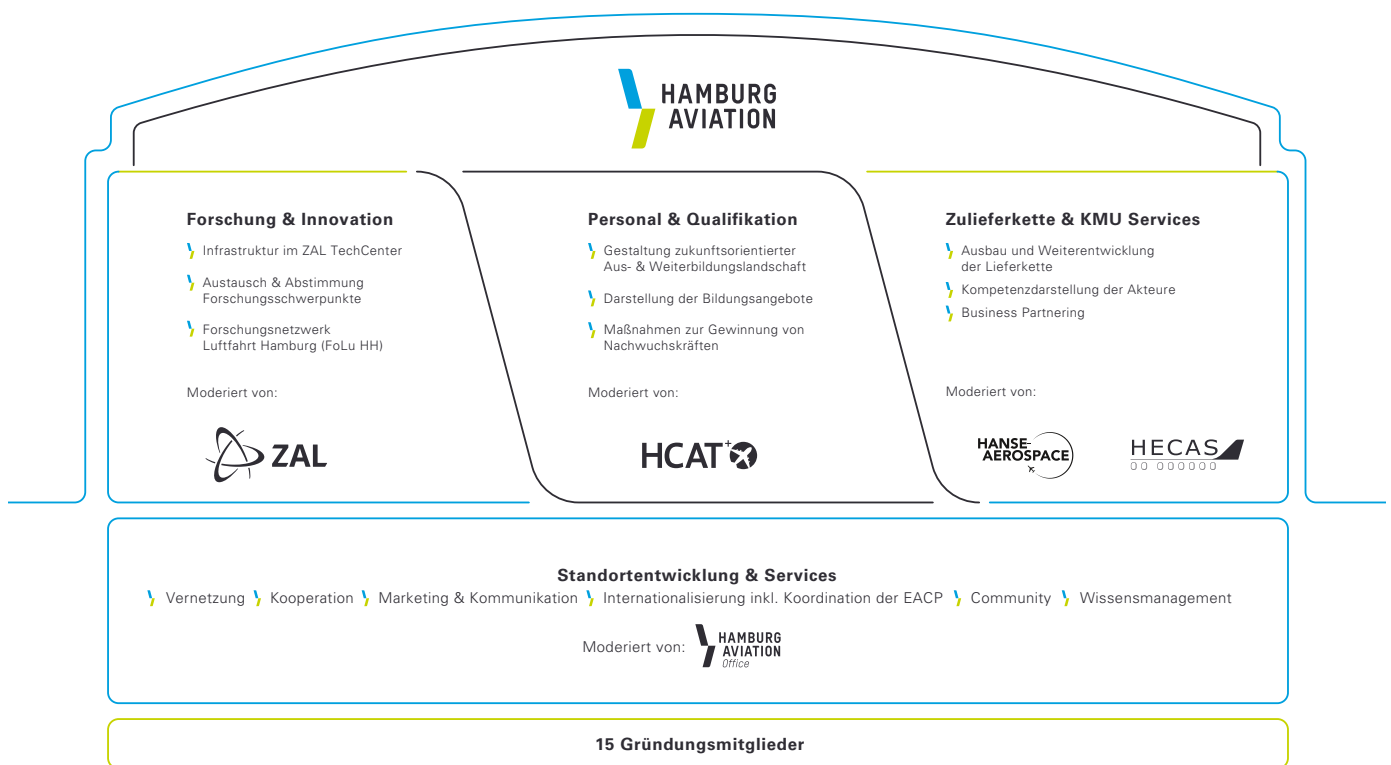 HAMBURG
AVIATION
Forschung & Innovation
Infrastruktur im ZAL TechCenter
Austausch & Abstimmung
Forschungsschwerpunkte
Forschungsnetzwerk
Luftfahrt Hamburg (FoLu HH)
Moderiert von:
ZAL
Personal & Qualifikation
Gestaltung zukunftsorientierter
Aus- & Weiterbildungslandschaft
Darstellung der Bildungsangebote
Maßnahmen zur Gewinnung von
Nachwuchskräften
Moderiert von:
HCAT+
Zulieferkette & KMU Services
Ausbau und Weiterentwicklung
der Lieferkette
Kompetenzdarstellung der Akteure
Business Partnering
Moderiert von:
HANSE-
AEROSPACE
HECAS
Standortentwicklung & Services
Vernetzung Kooperation Marketing & Kommunikation Internationalisierung inkl. Koordination der EACP Community Wissensmanagement
Moderiert von:
HAMBURG
AVIATION
Office
15 Gründungsmitglieder